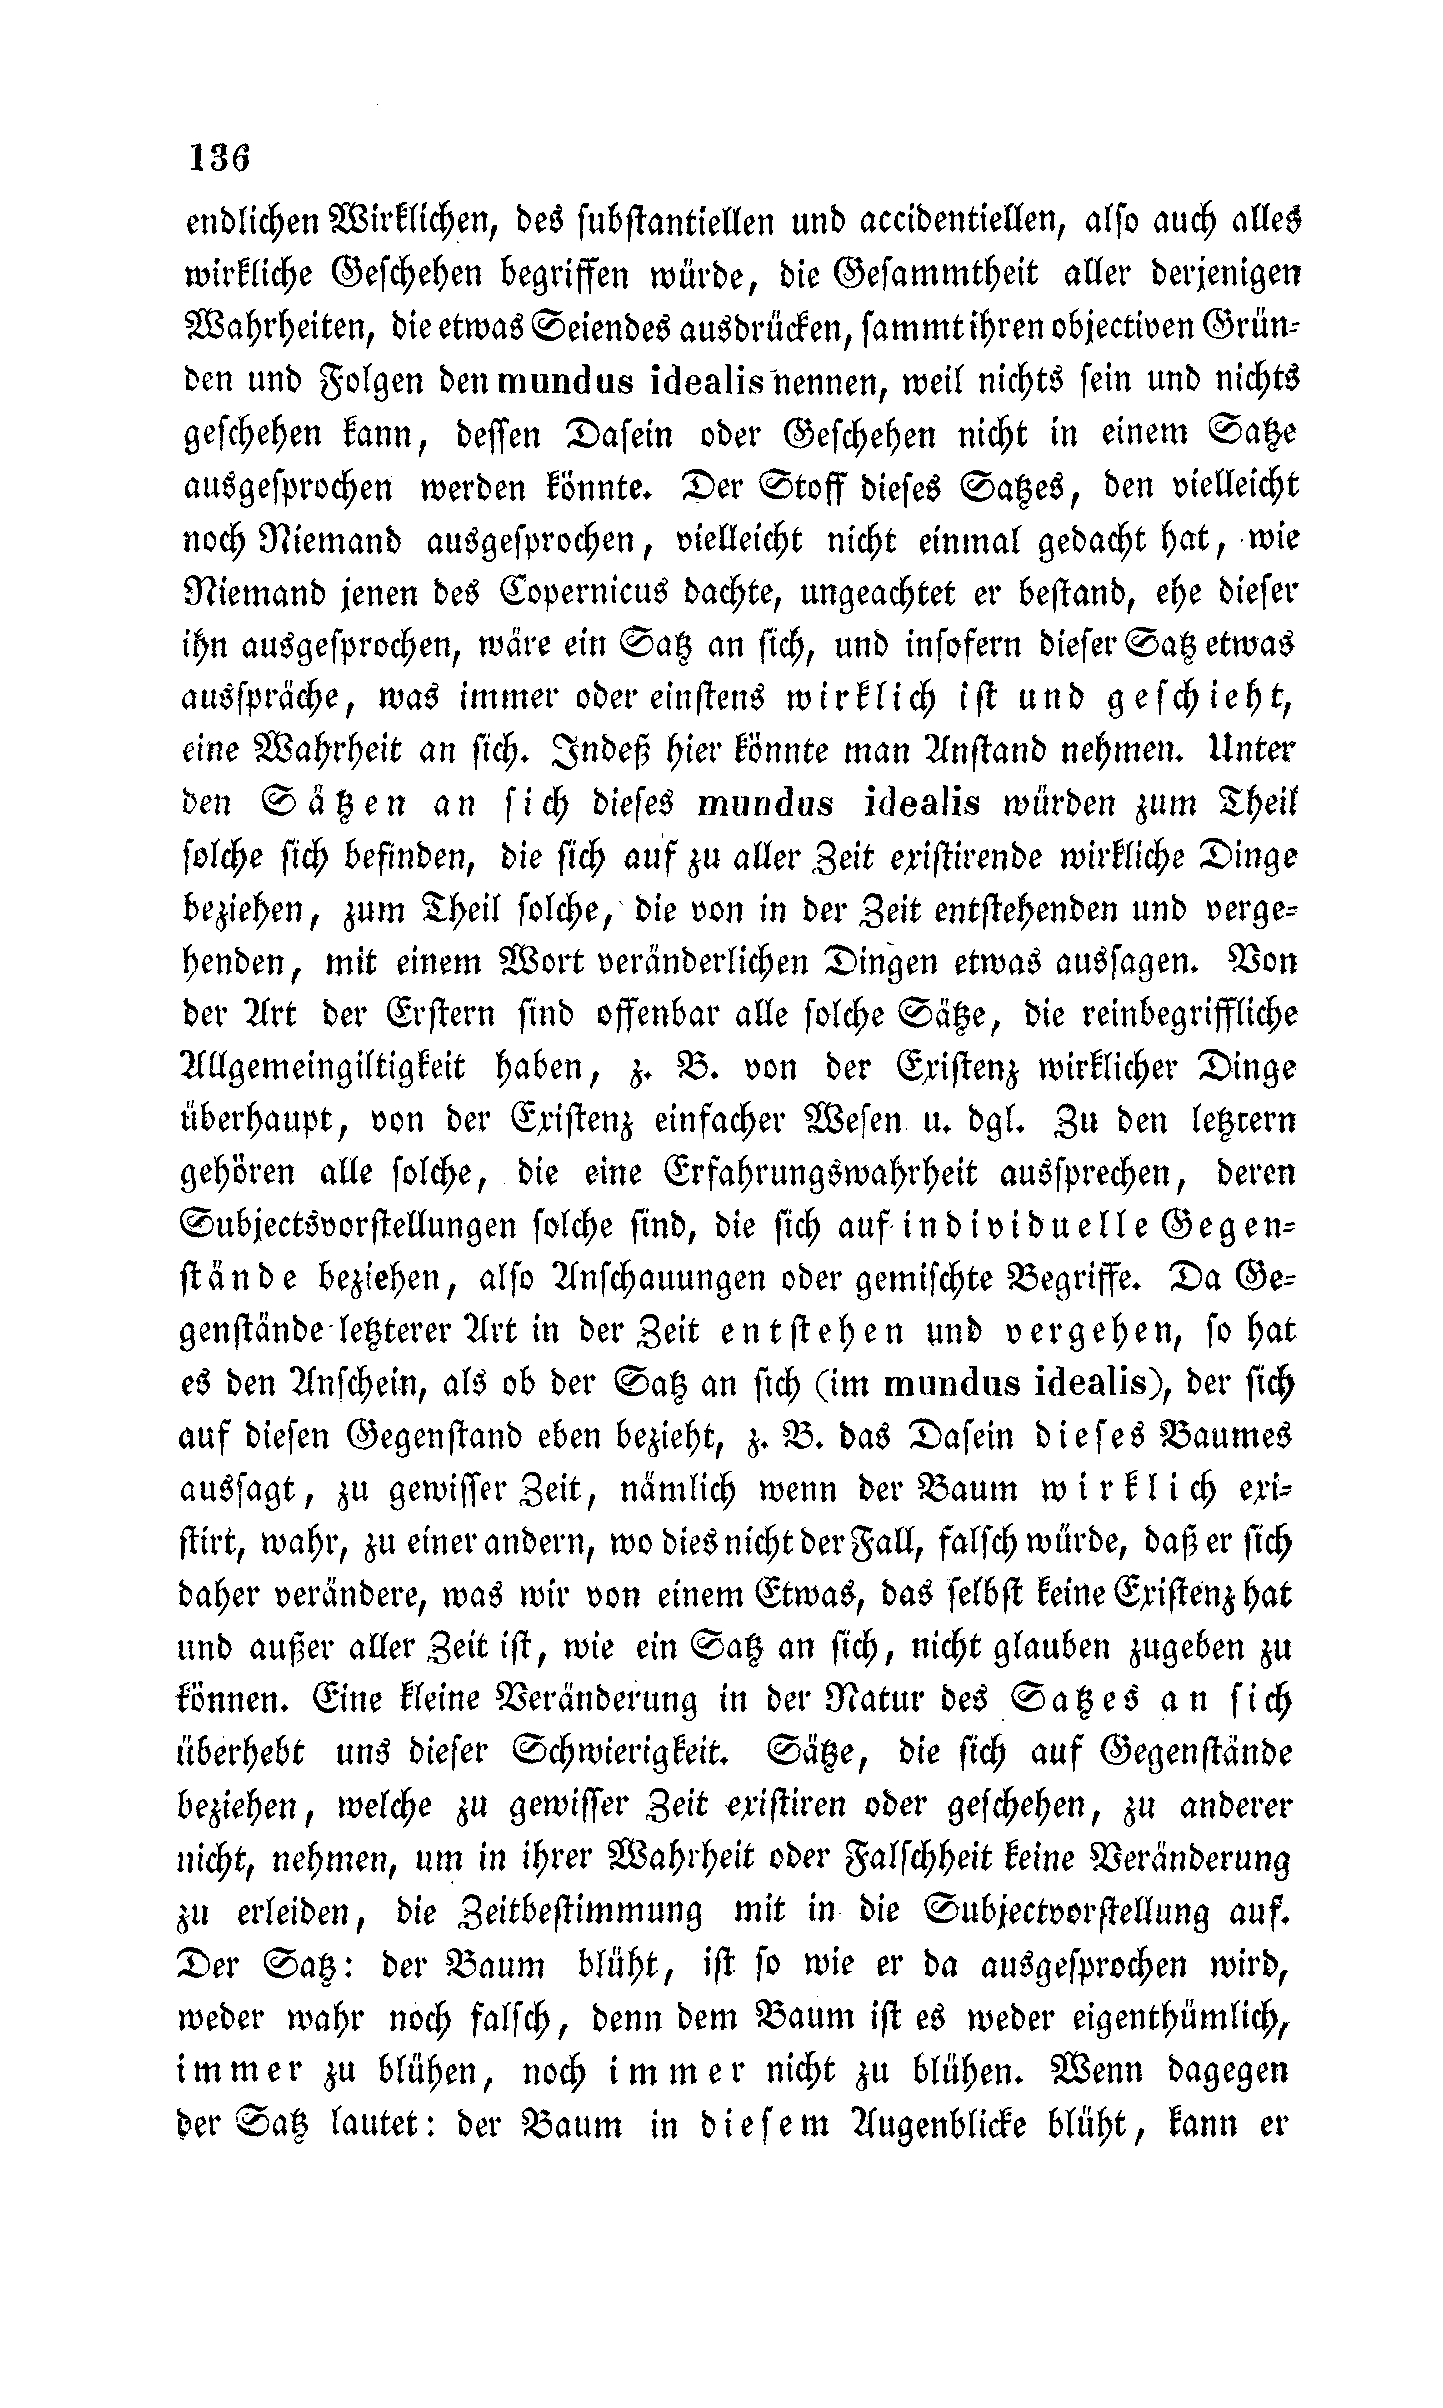 136
endlichen Wirklichen, des substantiellen und accidentiellen, also auch alles
wirkliche Geschehen begriffen würde, die Gesammtheit aller derjenigen
Wahrheiten, die etwas Seiendes ausdrücken, sammt ihren objectiven Grün-
den und Folgen den mundus idealis nennen, weil nichts sein und nichts
geschehen kann, dessen Dasein oder Geschehen nicht in einem Satze
ausgesprochen werden könnte. Der Stoff dieses Satzes, den vielleicht
noch Niemand ausgesprochen, vielleicht nicht einmal gedacht hat, wie
Niemand jenen des Copernicus dachte, ungeachtet er bestand, ehe dieser
ihn ausgesprochen, wäre ein Satz an sich, und insofern dieser Satz etwas
ausspräche, was immer oder einstens wirklich ist und geschieht,
eine Wahrheit an sich. Indeß hier könnte man Anstand nehmen. Unter
den Sätzen an sich dieses mundus idealis würden zum Theil
solche sich befinden, die sich auf zu aller Zeit existirende wirkliche Dinge
beziehen, zum Theil solche, die von in der Zeit entstehenden und verge-
henden, mit einem Wort veränderlichen Dingen etwas aussagen. Von
der Art der Erstern sind offenbar alle solche Sätze, die reinbegriffliche
Allgemeingiltigkeit haben, z. B. von der Existenz wirklicher Dinge
überhaupt, von der Existenz einfacher Wesen u. dgl. Zu den letztern
gehören alle solche, die eine Erfahrungswahrheit aussprechen, deren
Subjectsvorstellungen solche sind, die sich auf individuelle Gegen-
stände beziehen, also Anschauungen oder gemischte Begriffe. Da Ge-
genstände letzterer Art in der Zeit entstehen und vergehen, so hat
es den Anschein, als ob der Satz an sich (im mundus idealis), der sich
auf diesen Gegenstand eben bezieht, z. B. das Dasein dieses Baumes
aussagt, zu gewisser Zeit, nämlich wenn der Baum wirklich exi-
stirt, wahr, zu einer andern, wo dies nicht der Fall, falsch würde, daß er sich
daher verändere, was wir von einem Etwas, das selbst keine Existenz hat
und außer aller Zeit ist, wie ein Satz an sich, nicht glauben zugeben zu
können. Eine kleine Veränderung in der Natur des Satzes an sich
überhebt uns dieser Schwierigkeit. Sätze, die sich auf Gegenstände
beziehen, welche zu gewisser Zeit existiren oder geschehen, zu anderer
nicht, nehmen, um in ihrer Wahrheit oder Falschheit keine Veränderung
zu erleiden, die Zeitbestimmung mit in die Subjectvorstellung auf.
Der Satz: der Baum blüht, ist so wie er da ausgesprochen wird,
weder wahr noch falsch, denn dem Baum ist es weder eigenthümlich,
immer zu blühen, noch immer nicht zu blühen. Wenn dagegen
der Satz lautet: der Baum in diesem Augenblicke blüht, kann er